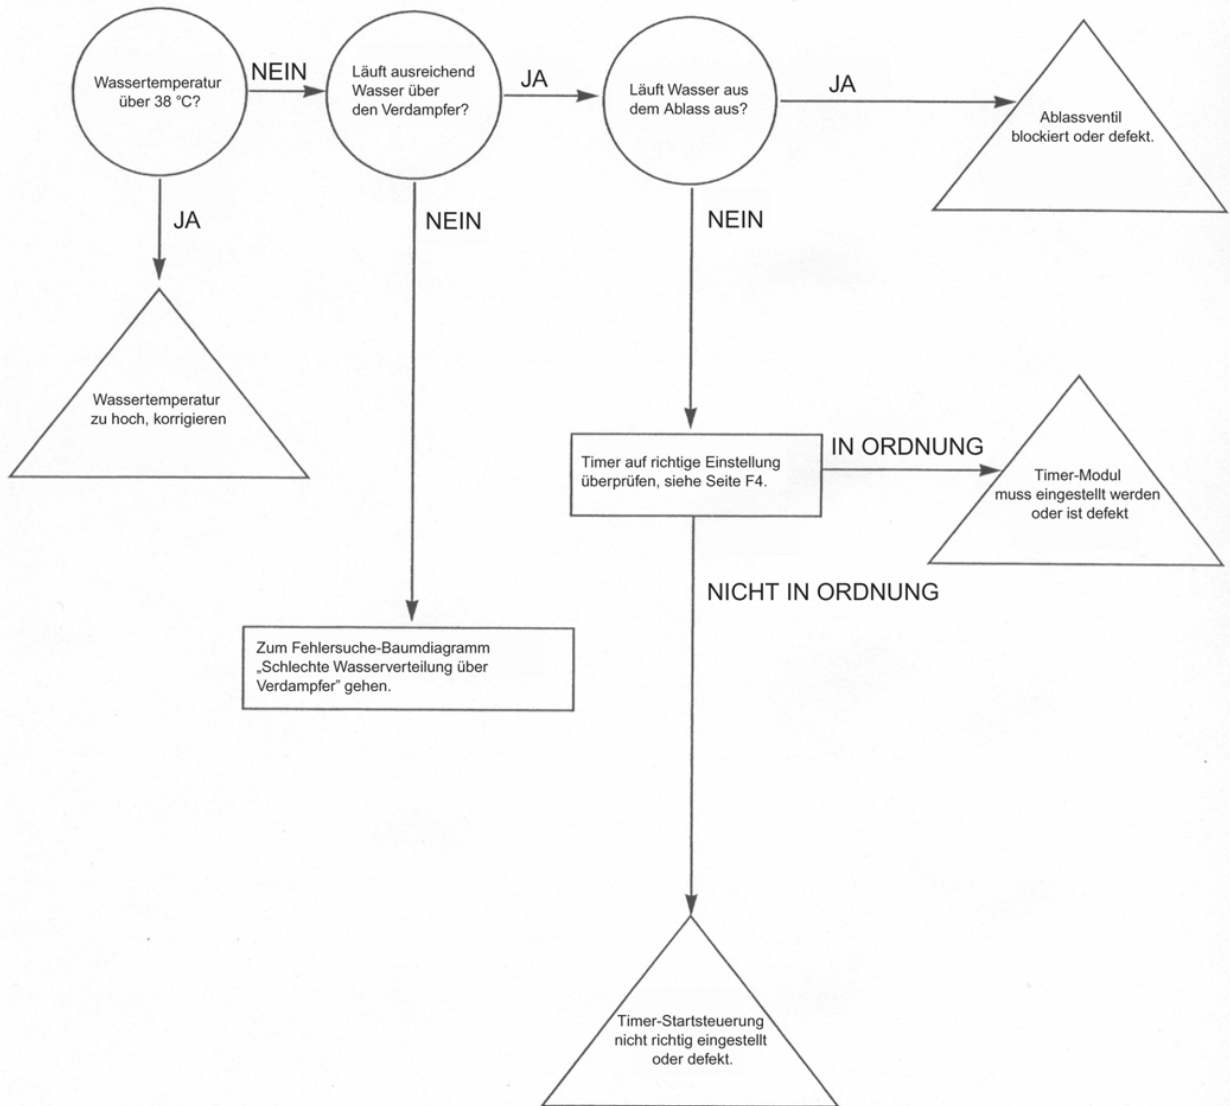 Wassertemperatur
über 38 °C?
NEIN
Läuft ausreichend
Wasser über
den Verdampfer?
JA
Läuft Wasser aus
dem Ablass aus?
JA
Ablassventil
blockiert oder defekt.
JA
NEIN
NEIN
Wassertemperatur
zu hoch, korrigieren
Timer auf richtige Einstellung
überprüfen, siehe Seite F4.
IN ORDNUNG
Timer-Modul
muss eingestellt werden
oder ist defekt
NICHT IN ORDNUNG
Zum Fehlersuche-Baumdiagramm
„Schlechte Wasserverteilung über
Verdampfer” gehen.
Timer-Startsteuerung
nicht richtig eingestellt
oder defekt.